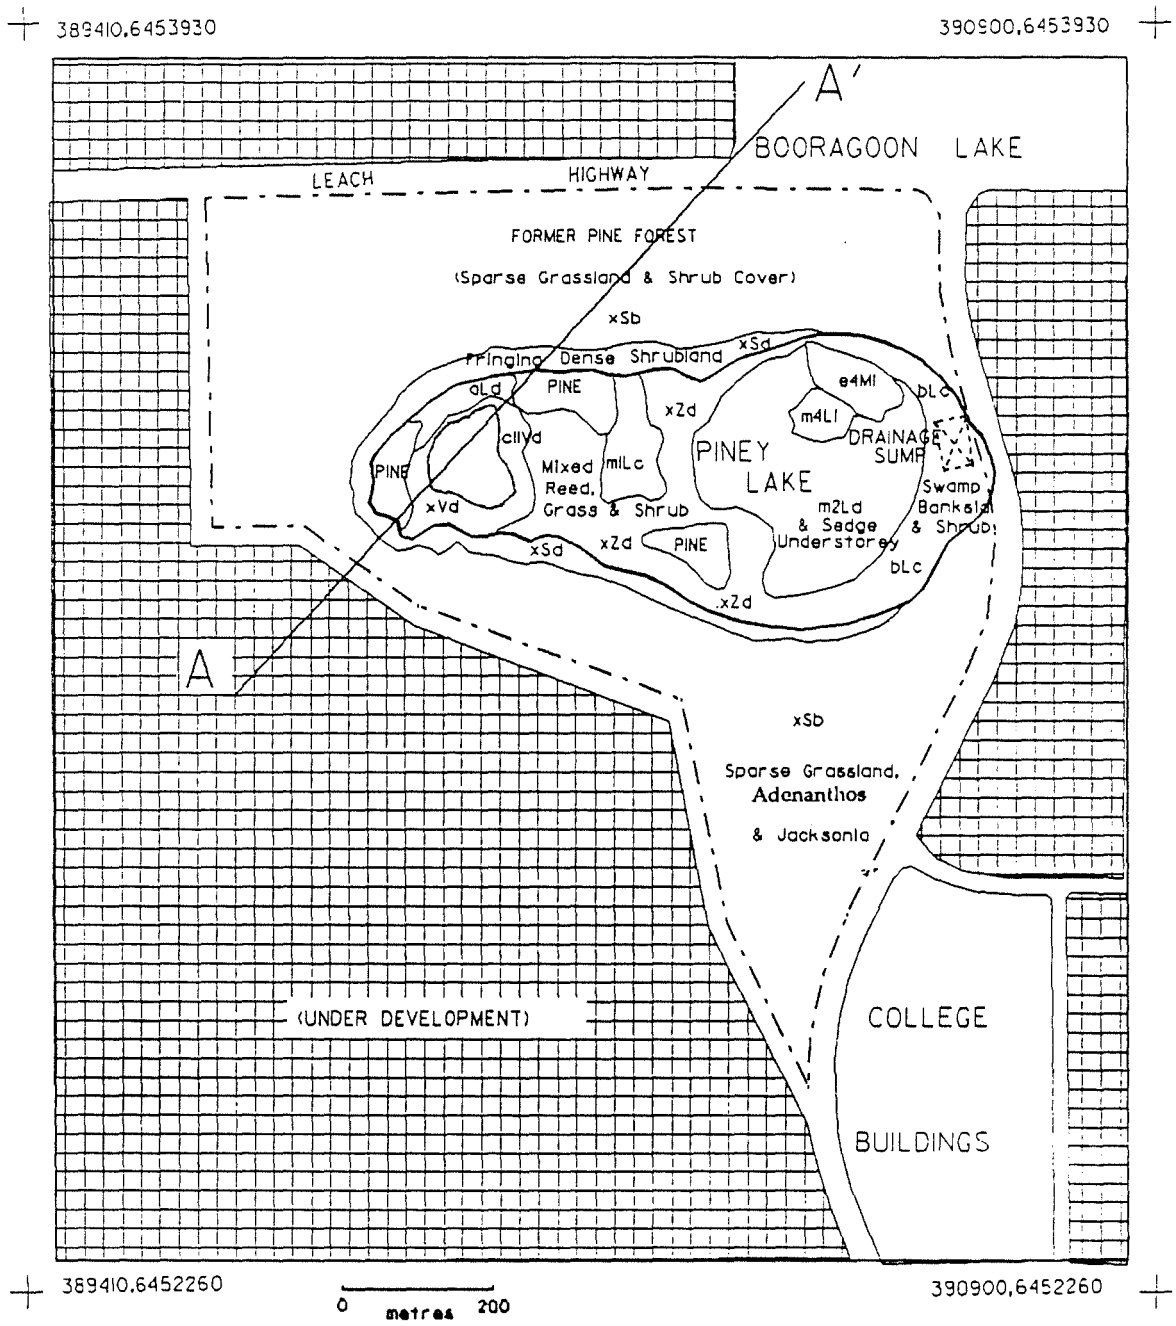 389410,6453930
390900,6453930
A'
BOORAGOON LAKE
LEACH HIGHWAY
FORMER PINE FOREST
(Sparse Grassland & Shrub Cover)
xSb
xSd
Fringing Dense Shrubland
aLd
PINE
e4Ml
bLc
xZd
m4Ll
cllVd
DRAINAGE
SUMP
PINEY
LAKE
PINE
Mixed
Reed,
Grass & Shrub
m1Lc
Swamp
Banksia
& Shrub
xVd
m2Ld
& Sedge
Understorey
xSd
xZd
PINE
bLc
xZd
A
xSb
Sparse Grassland,
Adenanthos
& Jacksonia
(UNDER DEVELOPMENT)
COLLEGE
BUILDINGS
389410,6452260
390900,6452260
0 200
metres